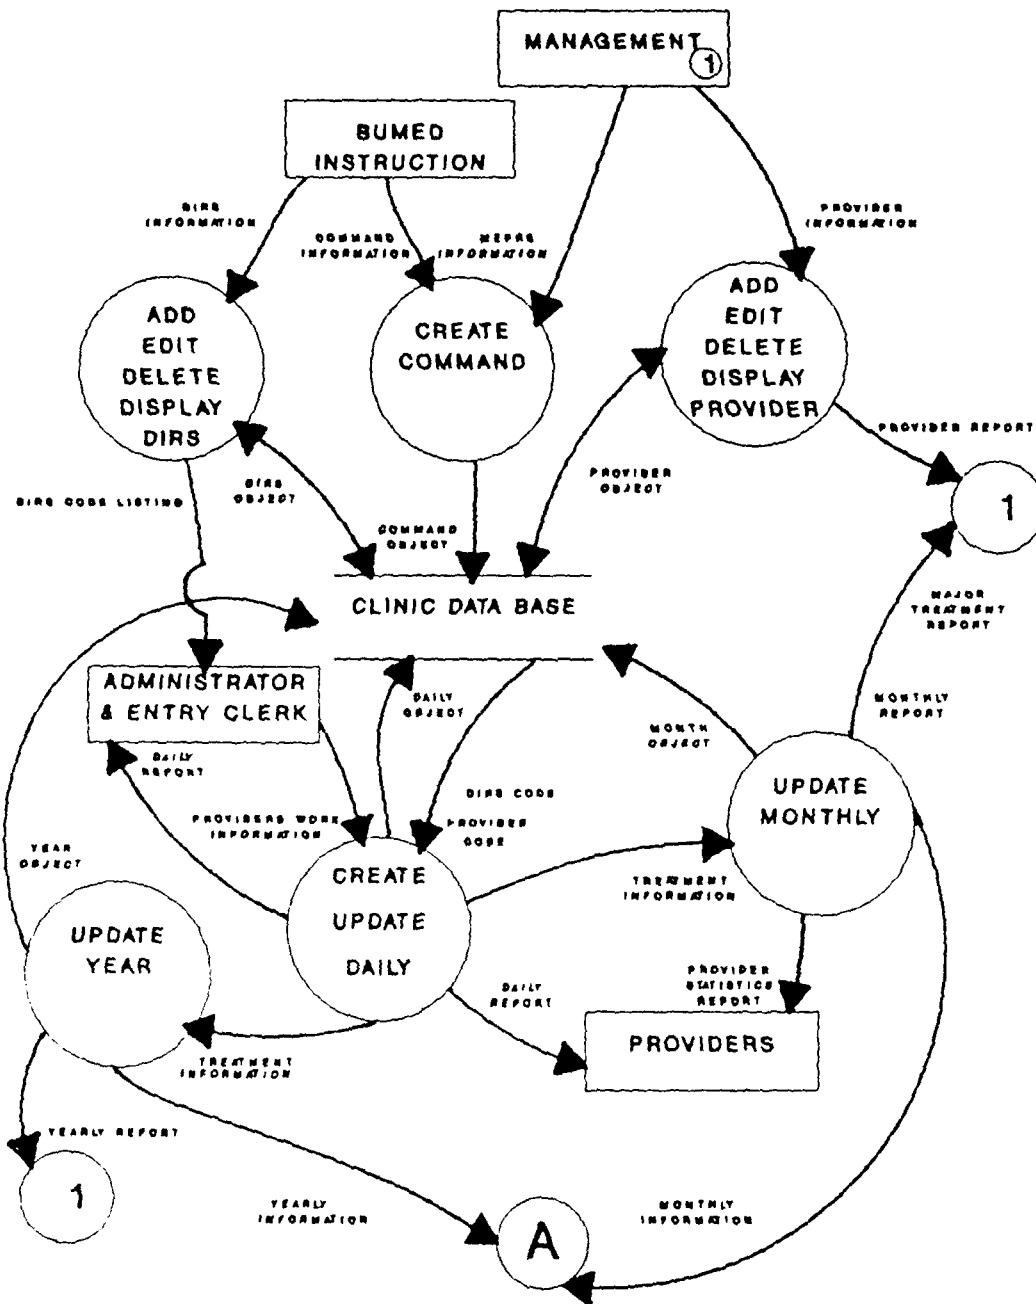 MANAGEMENT
1
BUMED
INSTRUCTION
DIRS
INFORMATION
COMMAND
INFORMATION
MEPRS
INFORMATION
PROVIDER
INFORMATION
ADD
EDIT
DELETE
DISPLAY
DIRS
CREATE
COMMAND
ADD
EDIT
DELETE
DISPLAY
PROVIDER
PROVIDER REPORT
1
DIRS CODE LISTING
DIRS
OBJECT
COMMAND
OBJECT
PROVIDER
OBJECT
CLINIC DATA BASE
MAJOR
TREATMENT
REPORT
ADMINISTRATOR
& ENTRY CLERK
DAILY
OBJECT
MONTH
OBJECT
MONTHLY
REPORT
DAILY
REPORT
DIRS CODE
PROVIDER
CODE
PROVIDERS WORK
INFORMATION
UPDATE
MONTHLY
YEAR
OBJECT
CREATE
UPDATE
DAILY
TREATMENT
INFORMATION
UPDATE
YEAR
DAILY
REPORT
PROVIDER
STATISTICS
REPORT
PROVIDERS
TREATMENT
INFORMATION
YEARLY REPORT
1
YEARLY
INFORMATION
A
MONTHLY
INFORMATION